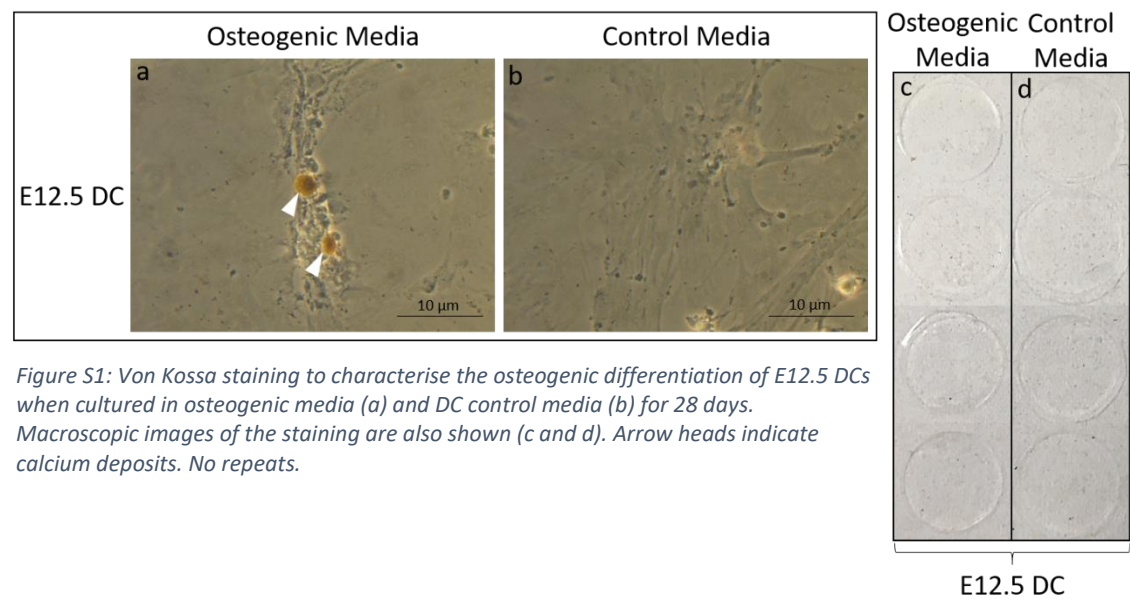 Osteogenic Media
Control Media
a
b
E12.5 DC
10 µm
10 µm
Figure S1: Von Kossa staining to characterise the osteogenic differentiation of E12.5 DCs
when cultured in osteogenic media (a) and DC control media (b) for 28 days.
Macroscopic images of the staining are also shown (c and d). Arrow heads indicate
calcium deposits. No repeats.
Osteogenic
Media
Control
Media
c
d
E12.5 DC